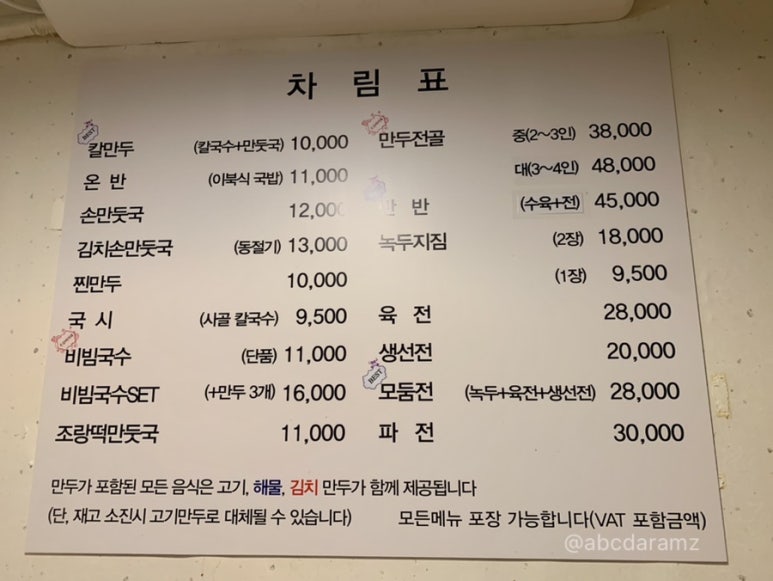 차 림 표
BEST
칼만두 (칼국수+만둣국) 10,000
온 반 (이북식 국밥) 11,000
손만둣국 12,000
김치손만둣국 (동절기) 13,000
찐만두 10,000
국 시 (사골 칼국수) 9,500
비빔국수 (단품) 11,000
비빔국수SET (+만두 3개) 16,000
조랑떡만둣국 11,000
만두전골 중(2~3인) 38,000
대(3~4인) 48,000
반 (수육+전) 45,000
녹두지짐 (2장) 18,000
(1장) 9,500
육 전 28,000
생선전 20,000
BEST
모둠전 (녹두+육전+생선전) 28,000
파 전 30,000
만두가 포함된 모든 음식은 고기, 해물, 김치 만두가 함께 제공됩니다
(단, 재고 소진시 고기만두로 대체될 수 있습니다) 모든메뉴 포장 가능합니다(VAT 포함금액)
@abcdaramz